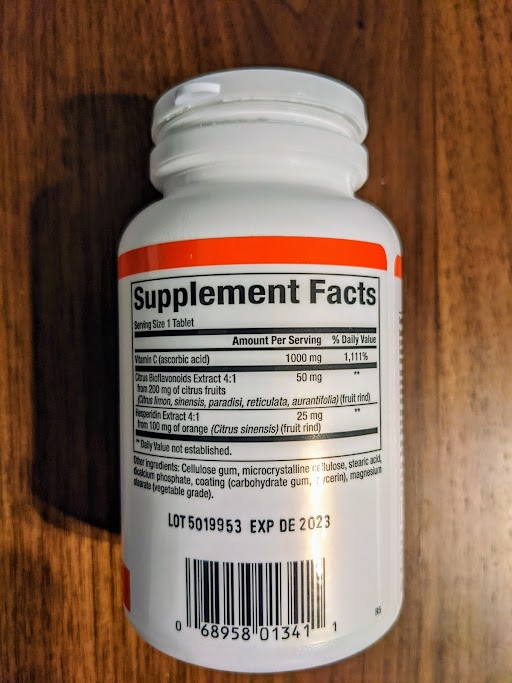 Supplement Facts
Serving Size 1 Tablet
Amount Per Serving % Daily Value
Vitamin C (ascorbic acid) 1000 mg 1,111%
Citrus Bioflavonoids Extract 4:1 50 mg **
from 200 mg of citrus fruits
(Citrus limon, sinensis, paradisi, reticulata, aurantifolia) (fruit rind)
Hesperidin Extract 4:1 25 mg **
from 100 mg of orange (Citrus sinensis) (fruit rind)
** Daily Value not established.
Other ingredients: Cellulose gum, microcrystalline cellulose, stearic acid,
dicalcium phosphate, coating (carbohydrate gum, glycerin), magnesium
stearate (vegetable grade).
LOT 5019953 EXP DE 2023
0 68958 01341 1